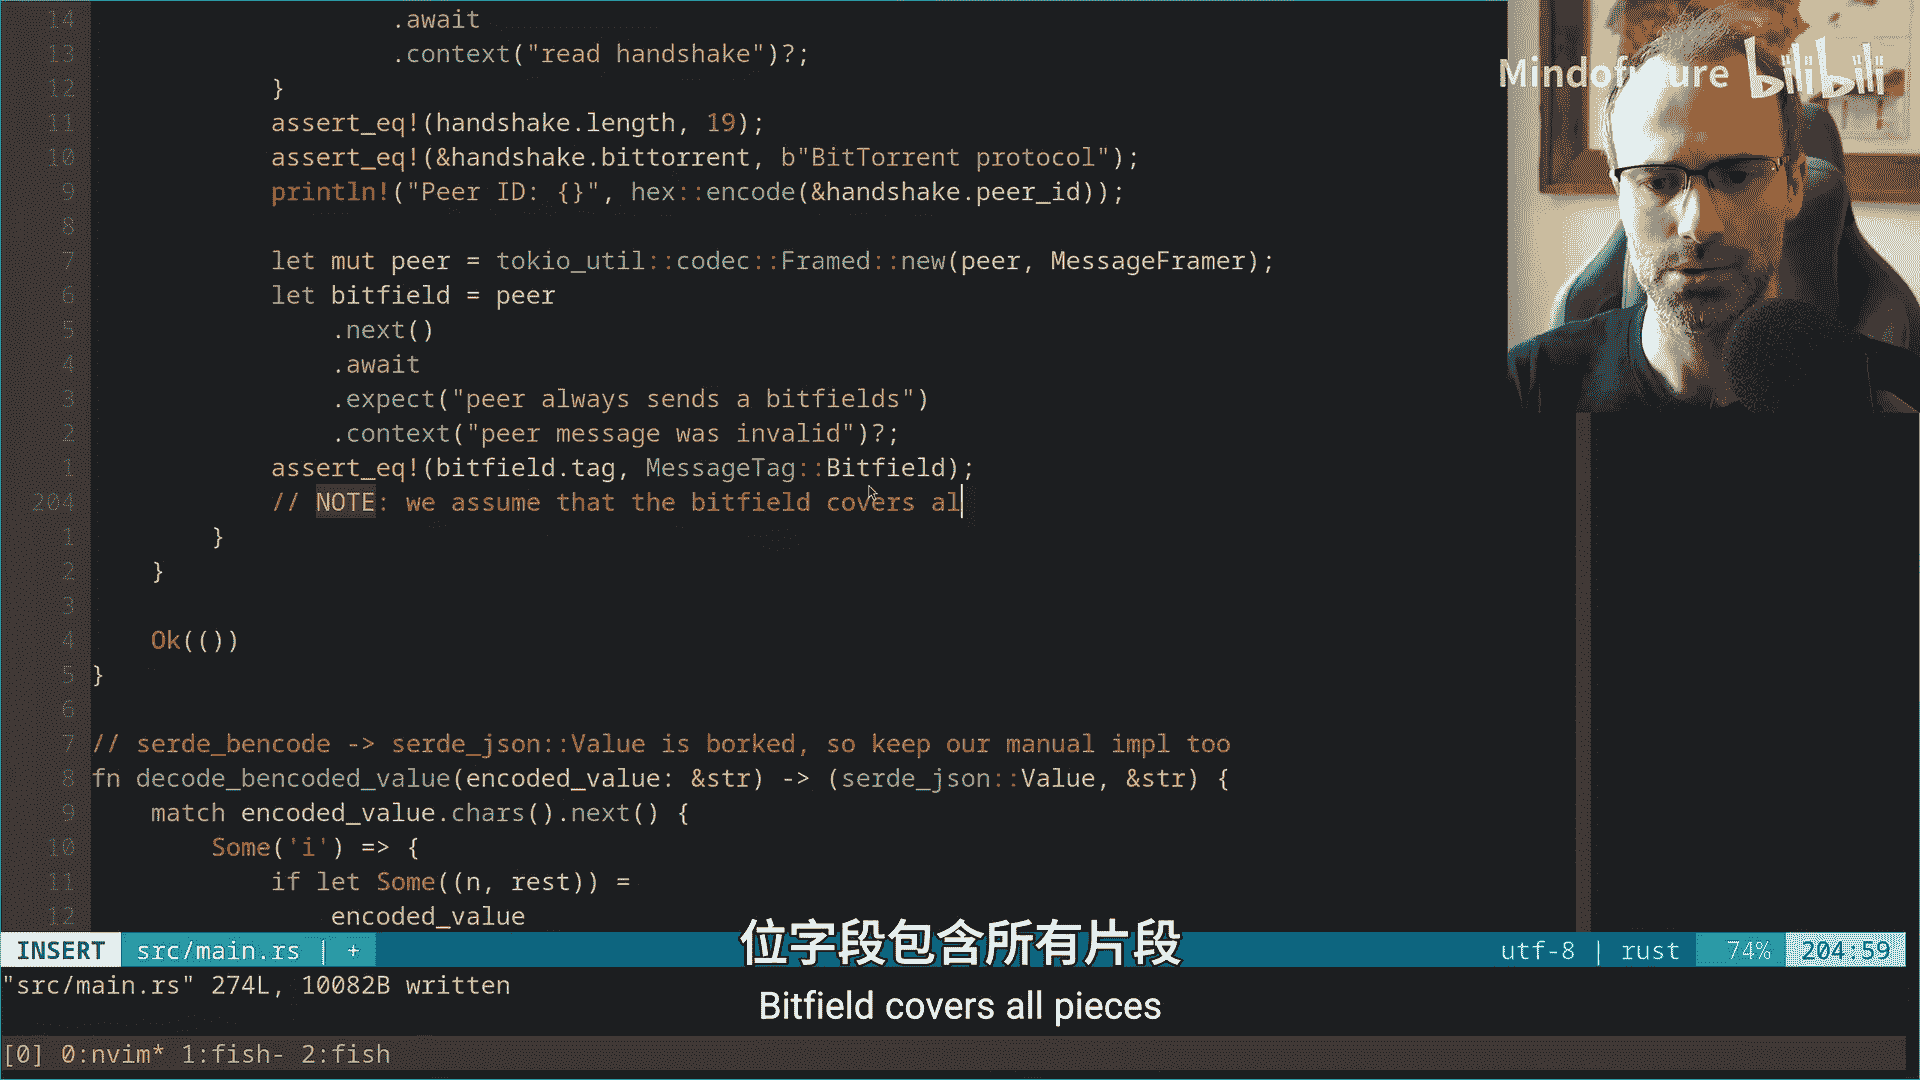 14 .await
13 .context("read handshake")?;
12 }
11 assert_eq!(handshake.length, 19);
10 assert_eq!(&handshake.bittorrent, b"BitTorrent protocol");
9 println!("Peer ID: {}", hex::encode(&handshake.peer_id));
8
7 let mut peer = tokio_util::codec::Framed::new(peer, MessageFramer);
6 let bitfield = peer
5 .next()
4 .await
3 .expect("peer always sends a bitfields")
2 .context("peer message was invalid")?;
1 assert_eq!(bitfield.tag, MessageTag::Bitfield);
204 // NOTE: we assume that the bitfield covers al
1 }
2 }
3
4 Ok(())
5 }
6
7 // serde_bencode -> serde_json::Value is borked, so keep our manual impl too
8 fn decode_bencoded_value(encoded_value: &str) -> (serde_json::Value, &str) {
9 match encoded_value.chars().next() {
10 Some('i') => {
11 if let Some((n, rest)) =
12 encoded_value
INSERT src/main.rs | + utf-8 | rust 74% 204:59
"src/main.rs" 274L, 10082B written
[0] 0:nvim* 1:fish- 2:fish
位字段包含所有片段
Bitfield covers all pieces
Mindofuture bilibili